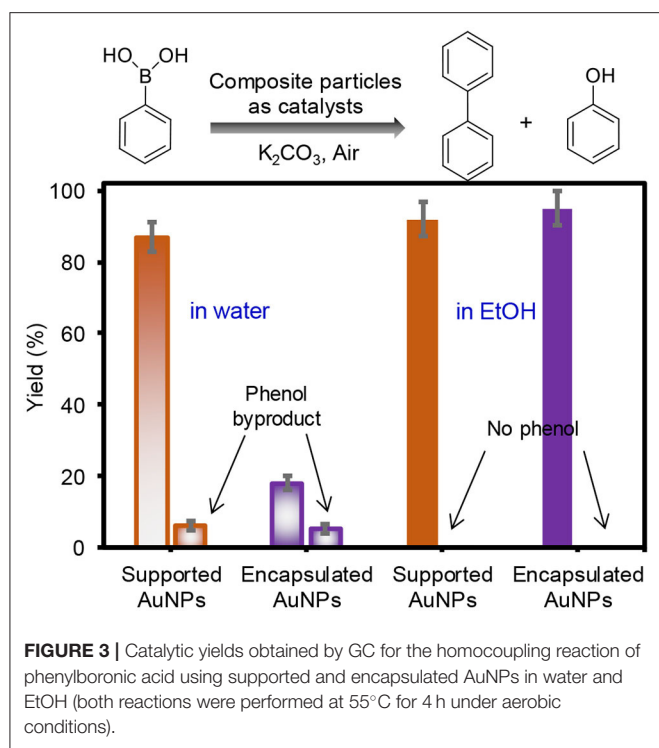 HO OH
B
Composite particles
as catalysts
K2CO3, Air
+
OH
Yield (%)
100
80
60
40
20
0
in water
in EtOH
Phenol
byproduct
No phenol
Supported
AuNPs
Encapsulated
AuNPs
Supported
AuNPs
Encapsulated
AuNPs
FIGURE 3 | Catalytic yields obtained by GC for the homocoupling reaction of
phenylboronic acid using supported and encapsulated AuNPs in water and
EtOH (both reactions were performed at 55°C for 4 h under aerobic
conditions).